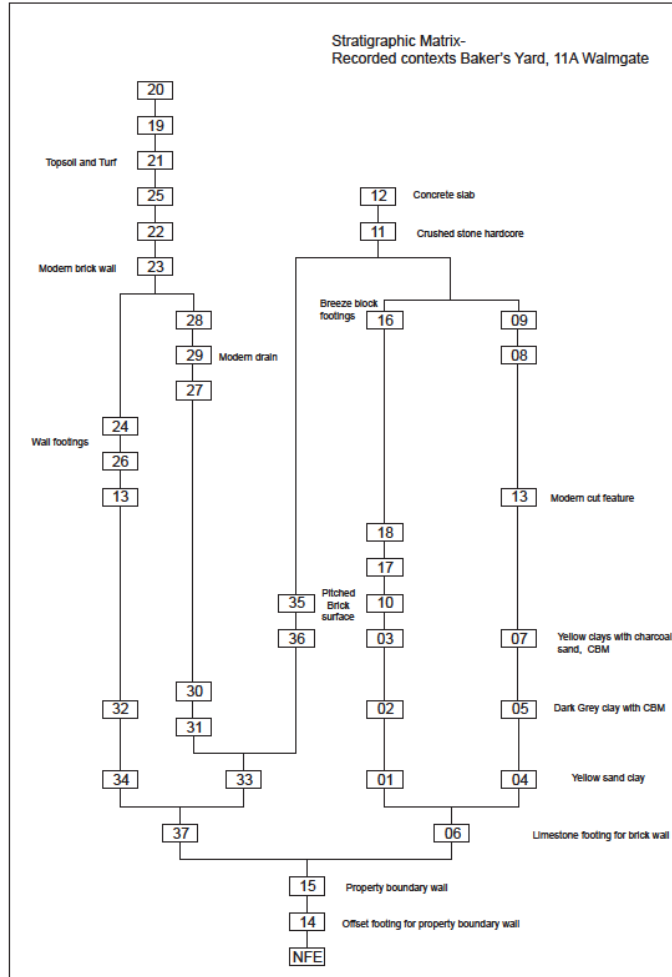 Stratigraphic Matrix-
Recorded contexts Baker's Yard, 11A Walmgate
20
19
Topsoil and Turf
21
25
12
Concrete slab
22
11
Crushed stone hardcore
Modern brick wall
23
Breeze block
footings
28
16
09
29
Modern drain
08
27
24
Wall footings
26
13
13
Modern cut feature
18
17
35
Pitched
Brick
surface
10
36
03
07
Yellow clays with charcoal
sand, CBM
30
32
02
05
Dark Grey clay with CBM
31
34
33
01
04
Yellow sand clay
37
06
Limestone footing for brick wall
15
Property boundary wall
14
Offset footing for property boundary wall
NFE